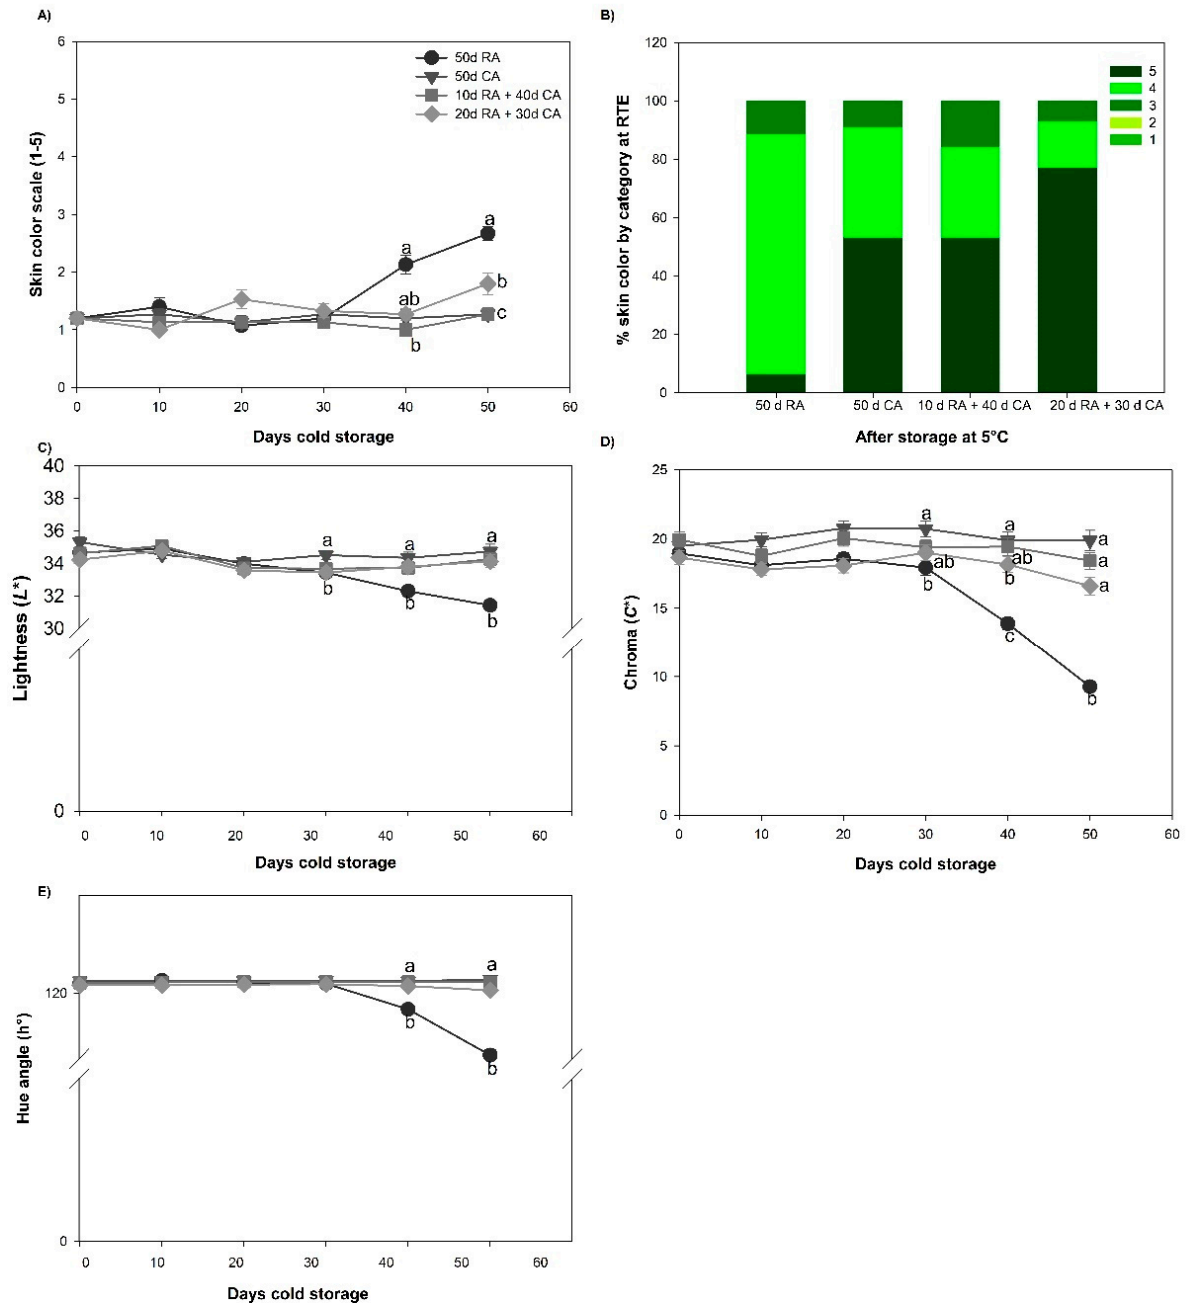 A)
Skin color scale (1-5)
6
5
4
3
2
1
0
50d RA
50d CA
10d RA + 40d CA
20d RA + 30d CA
a
a
ab
b
b
c
0 10 20 30 40 50 60
Days cold storage
B)
% skin color by category at RTE
120
100
80
60
40
20
0
5
4
3
2
1
50 d RA 50 d CA 10 d RA + 40 d CA 20 d RA + 30 d CA
After storage at 5°C
C)
Lightness (L*)
40
38
36
34
33
31
30
0
a a a
b b b
0 10 20 30 40 50 60
Days cold storage
D)
Chroma (C*)
25
20
15
10
5
0
a a a
a
ab ab
b b a
c
b
0 10 20 30 40 50 60
Days cold storage
E)
Hue angle (h°)
120
0
a a
b
b
0 10 20 30 40 50 60
Days cold storage